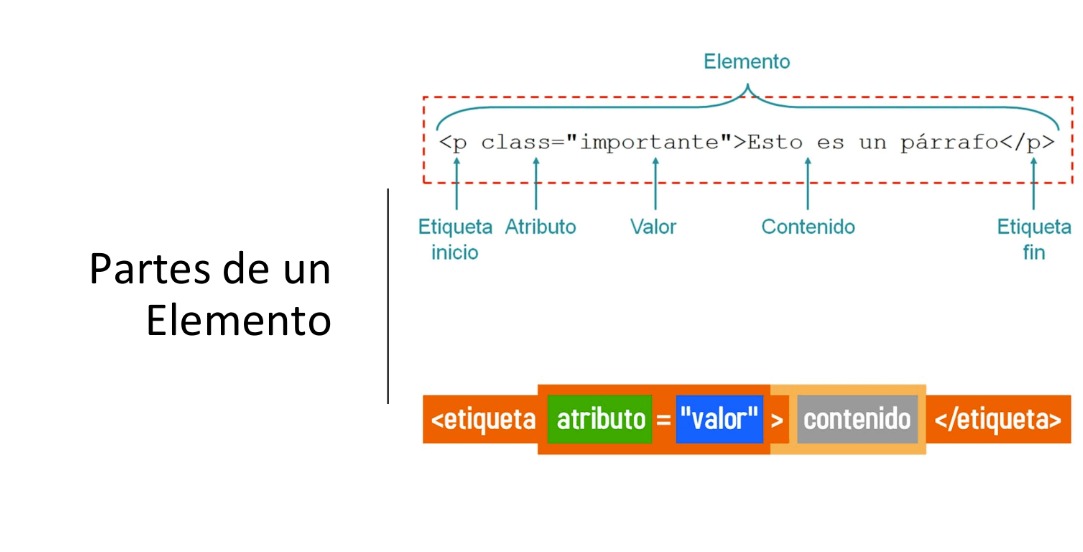 Partes de un
Elemento
Elemento
<p class="importante">Esto es un párrafo</p>
Etiqueta inicio
Atributo
Valor
Contenido
Etiqueta fin
<etiqueta atributo = "valor" > contenido </etiqueta>